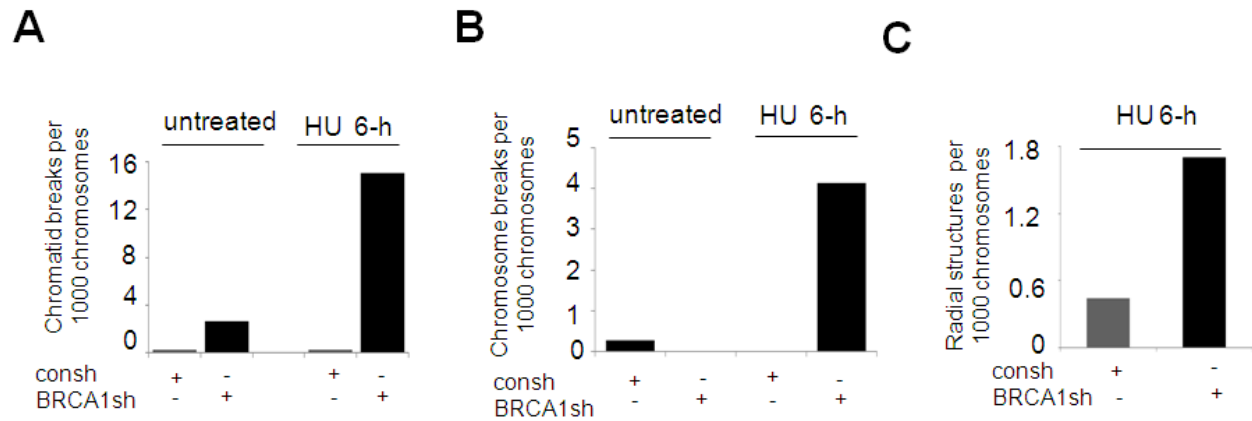 A
untreated
HU 6-h
Chromatid breaks per
1000 chromosomes
16
12
8
4
0
consh + - + -
BRCA1sh - + - +
B
untreated
HU 6-h
Chromosome breaks per
1000 chromosomes
5
4
3
2
1
0
consh + - + -
BRCA1sh - + - +
C
HU 6-h
Radial structures per
1000 chromosomes
1.8
1.2
0.6
0
consh + -
BRCA1sh - +